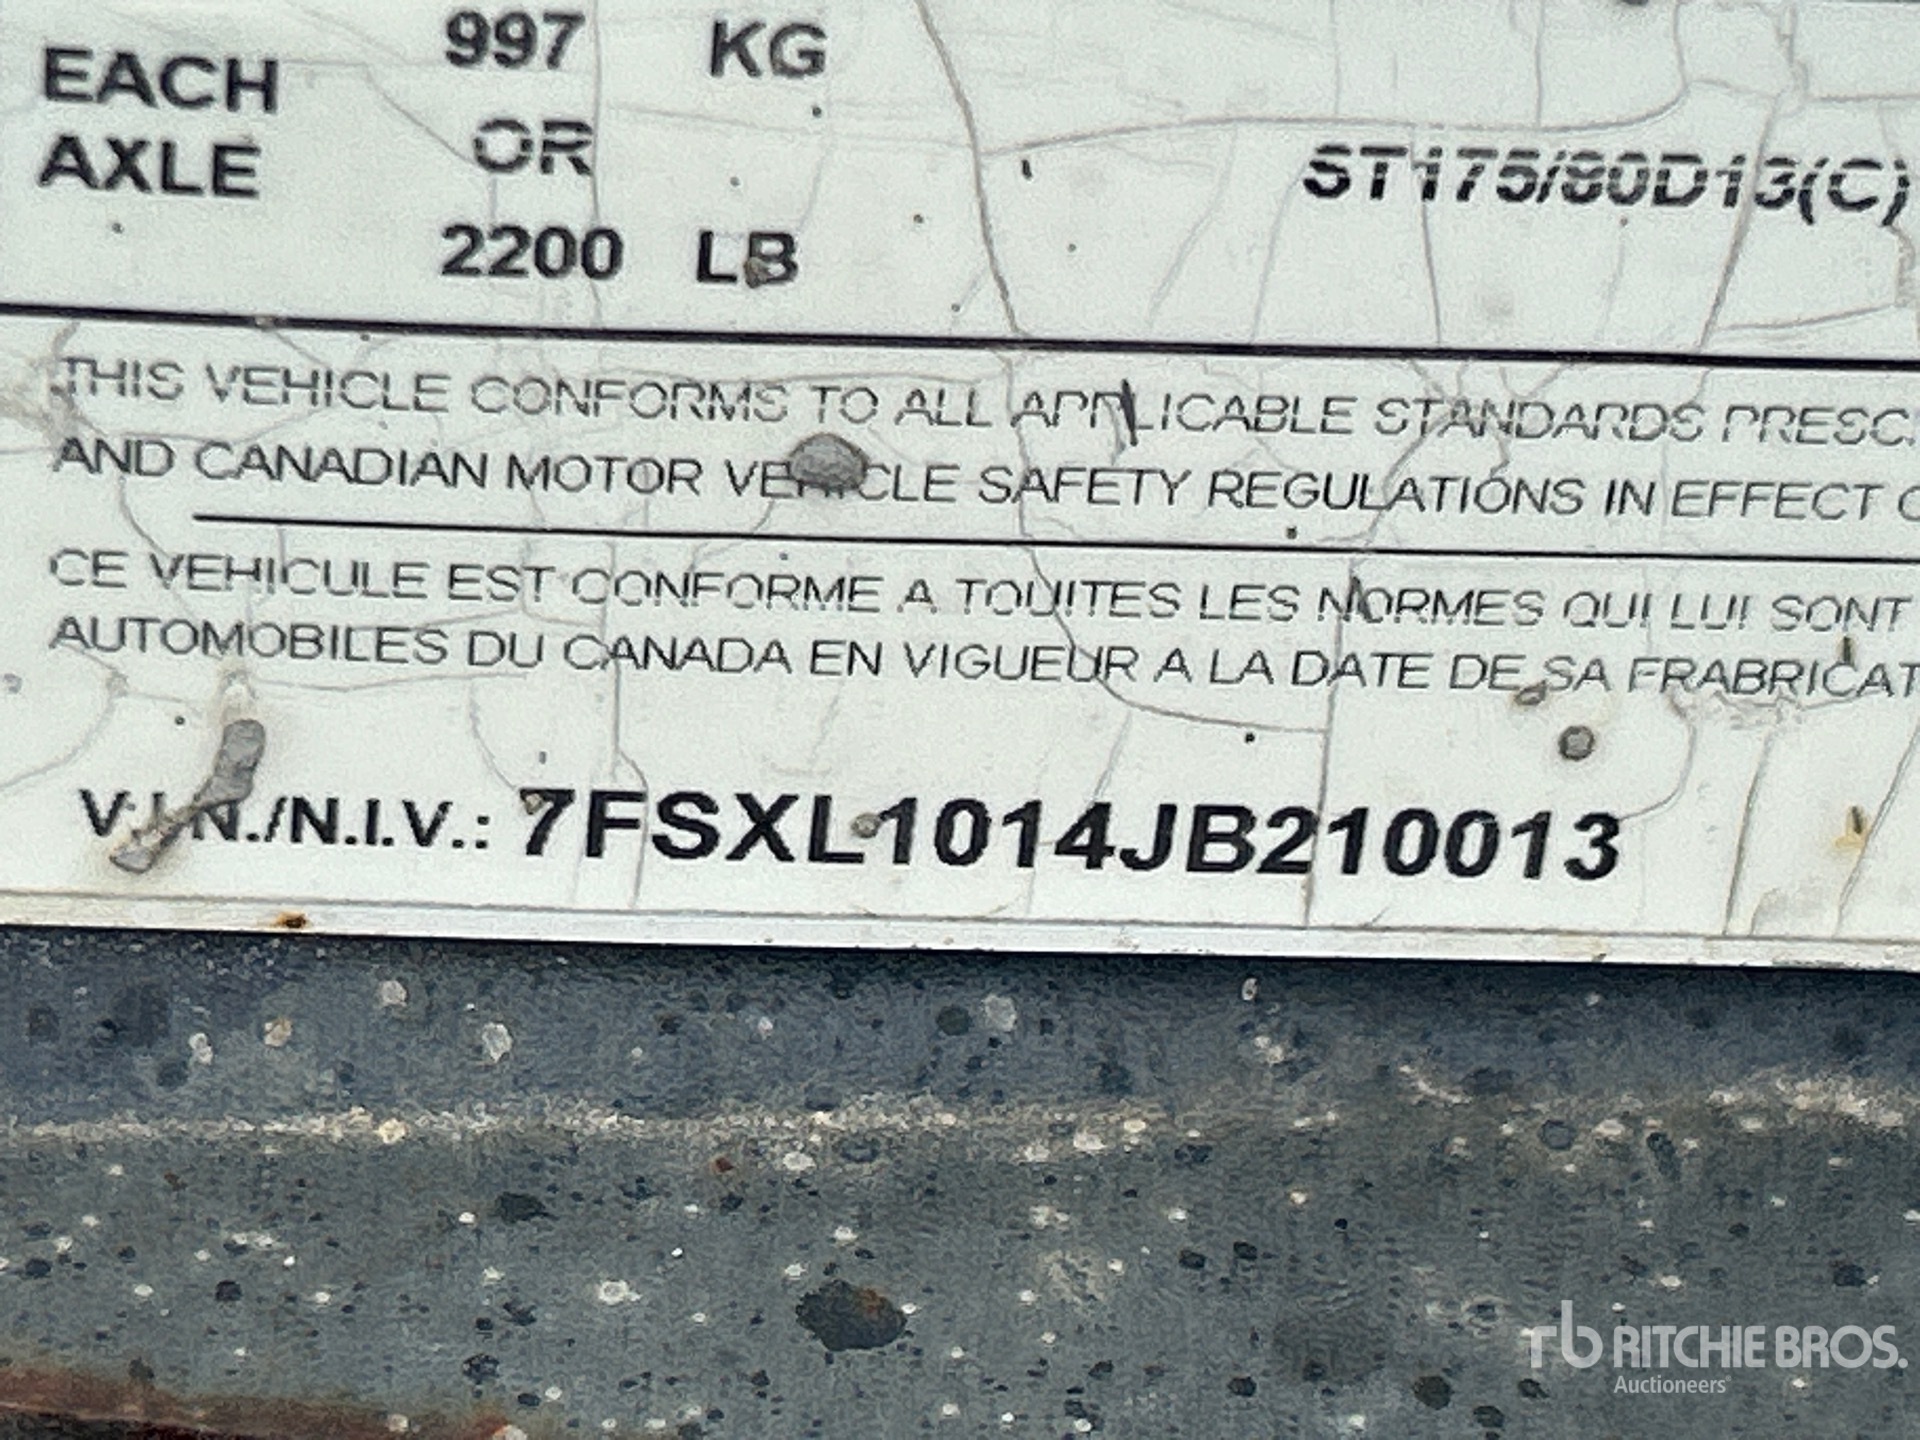 997 KG
EACH
AXLE
OR
ST175/80D13(C)
2200 LB
THIS VEHICLE CONFORMS TO ALL APPLICABLE STANDARDS PRESC
AND CANADIAN MOTOR VEHICLE SAFETY REGULATIONS IN EFFECT
CE VEHICULE EST CONFORME A TOUITES LES NORMES QUI LUI SONT
AUTOMOBILES DU CANADA EN VIGUEUR A LA DATE DE SA FRABRICAT
V.I.N./N.I.V.: 7FSXL1014JB210013
rb RITCHIE BROS.
Auctioneers